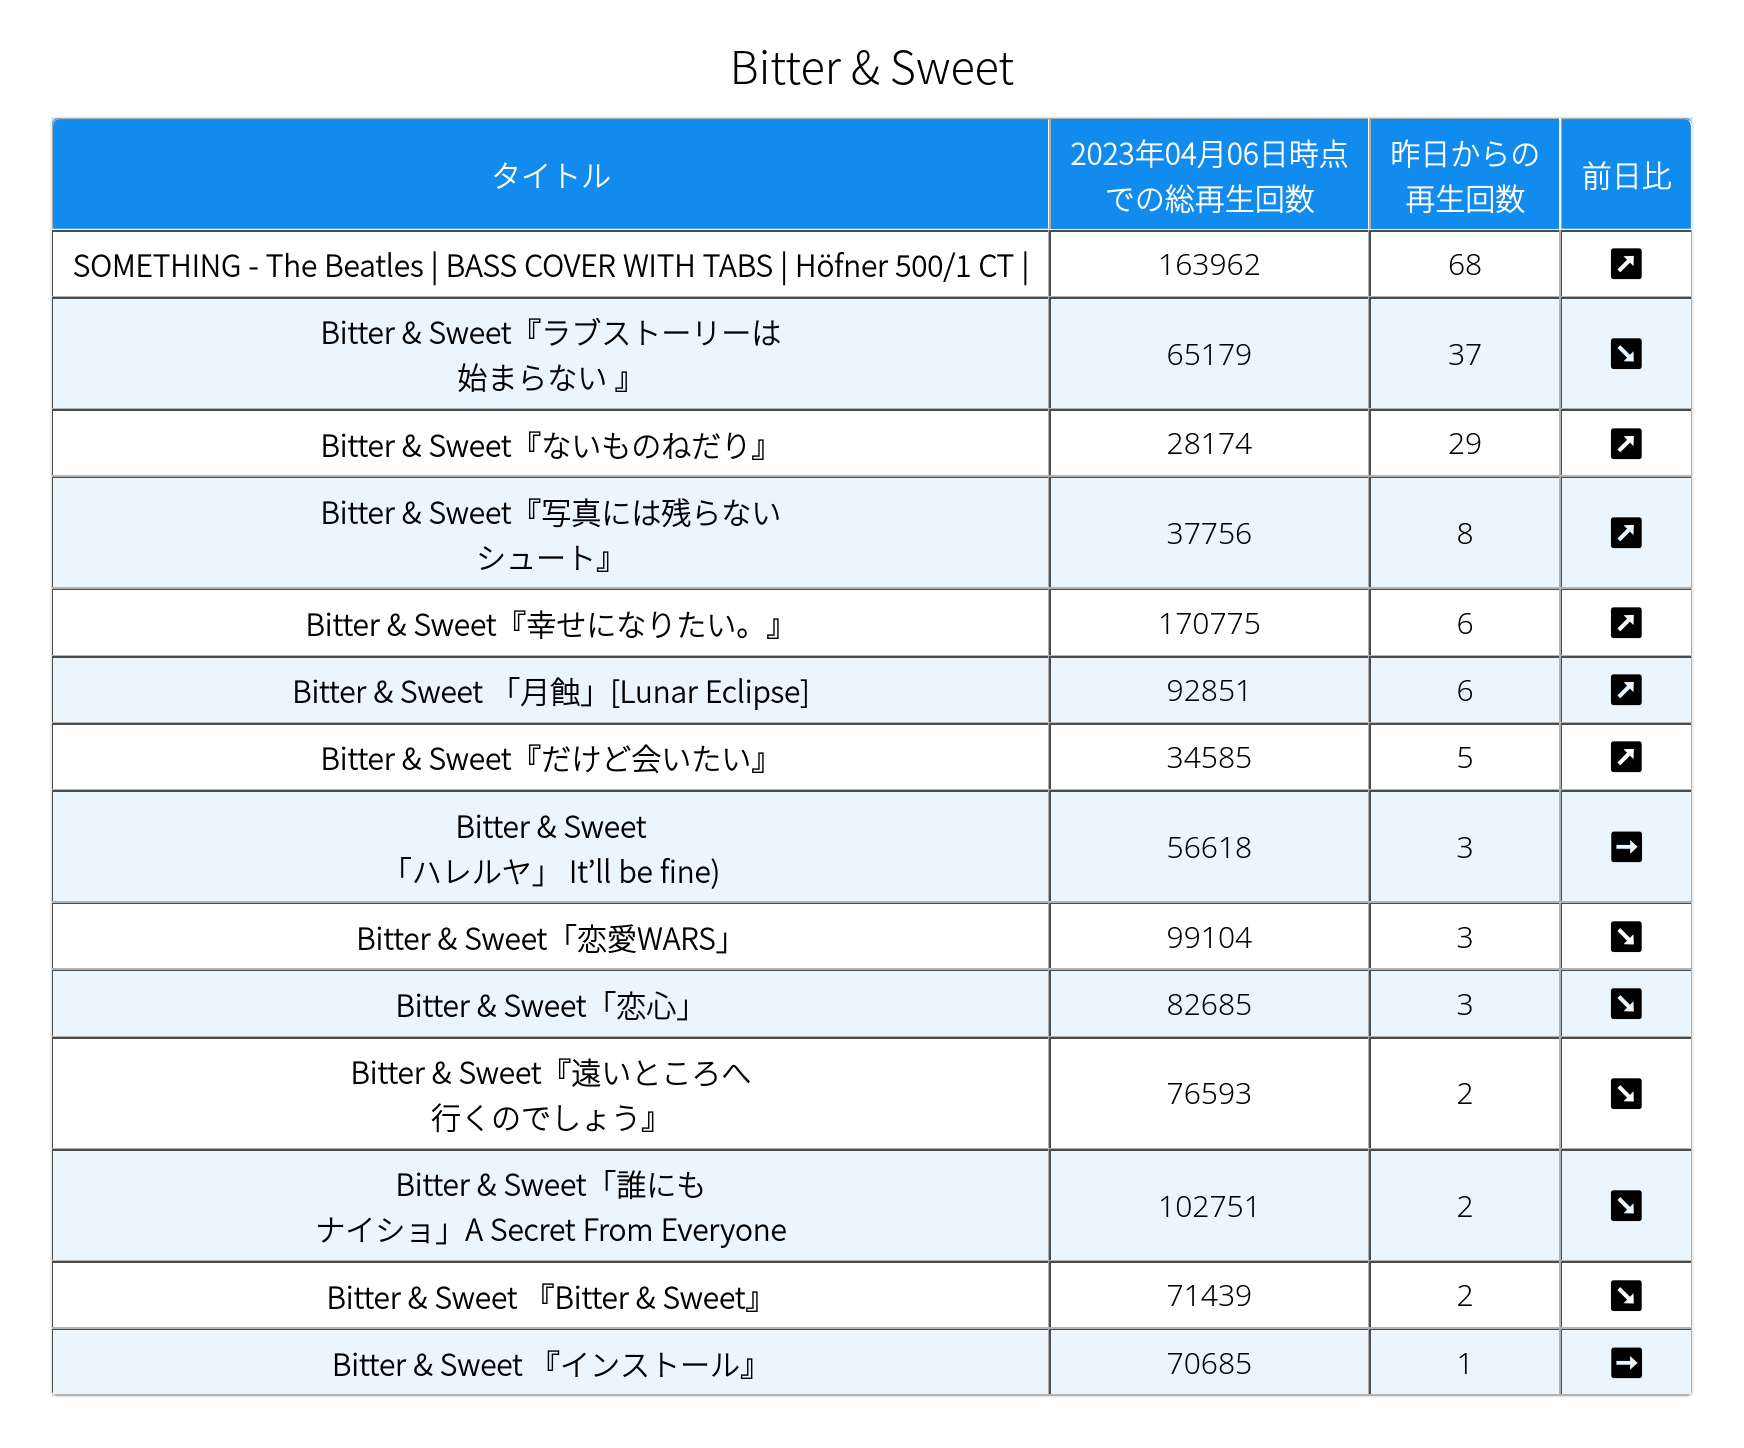 Bitter & Sweet
タイトル
2023年04月06日時点
での総再生回数
昨日からの
再生回数
前日比
SOMETHING - The Beatles | BASS COVER WITH TABS | Höfner 500/1 CT |
163962
68
Bitter & Sweet『ラブストーリーは
始まらない 』
65179
37
Bitter & Sweet『ないものねだり』
28174
29
Bitter & Sweet『写真には残らない
シュート』
37756
8
Bitter & Sweet『幸せになりたい。』
170775
6
Bitter & Sweet 「月蝕」[Lunar Eclipse]
92851
6
Bitter & Sweet『だけど会いたい』
34585
5
Bitter & Sweet
「ハレルヤ」 It’ll be fine)
56618
3
Bitter & Sweet「恋愛WARS」
99104
3
Bitter & Sweet「恋心」
82685
3
Bitter & Sweet『遠いところへ
行くのでしょう』
76593
2
Bitter & Sweet「誰にも
ナイショ」A Secret From Everyone
102751
2
Bitter & Sweet 『Bitter & Sweet』
71439
2
Bitter & Sweet 『インストール』
70685
1